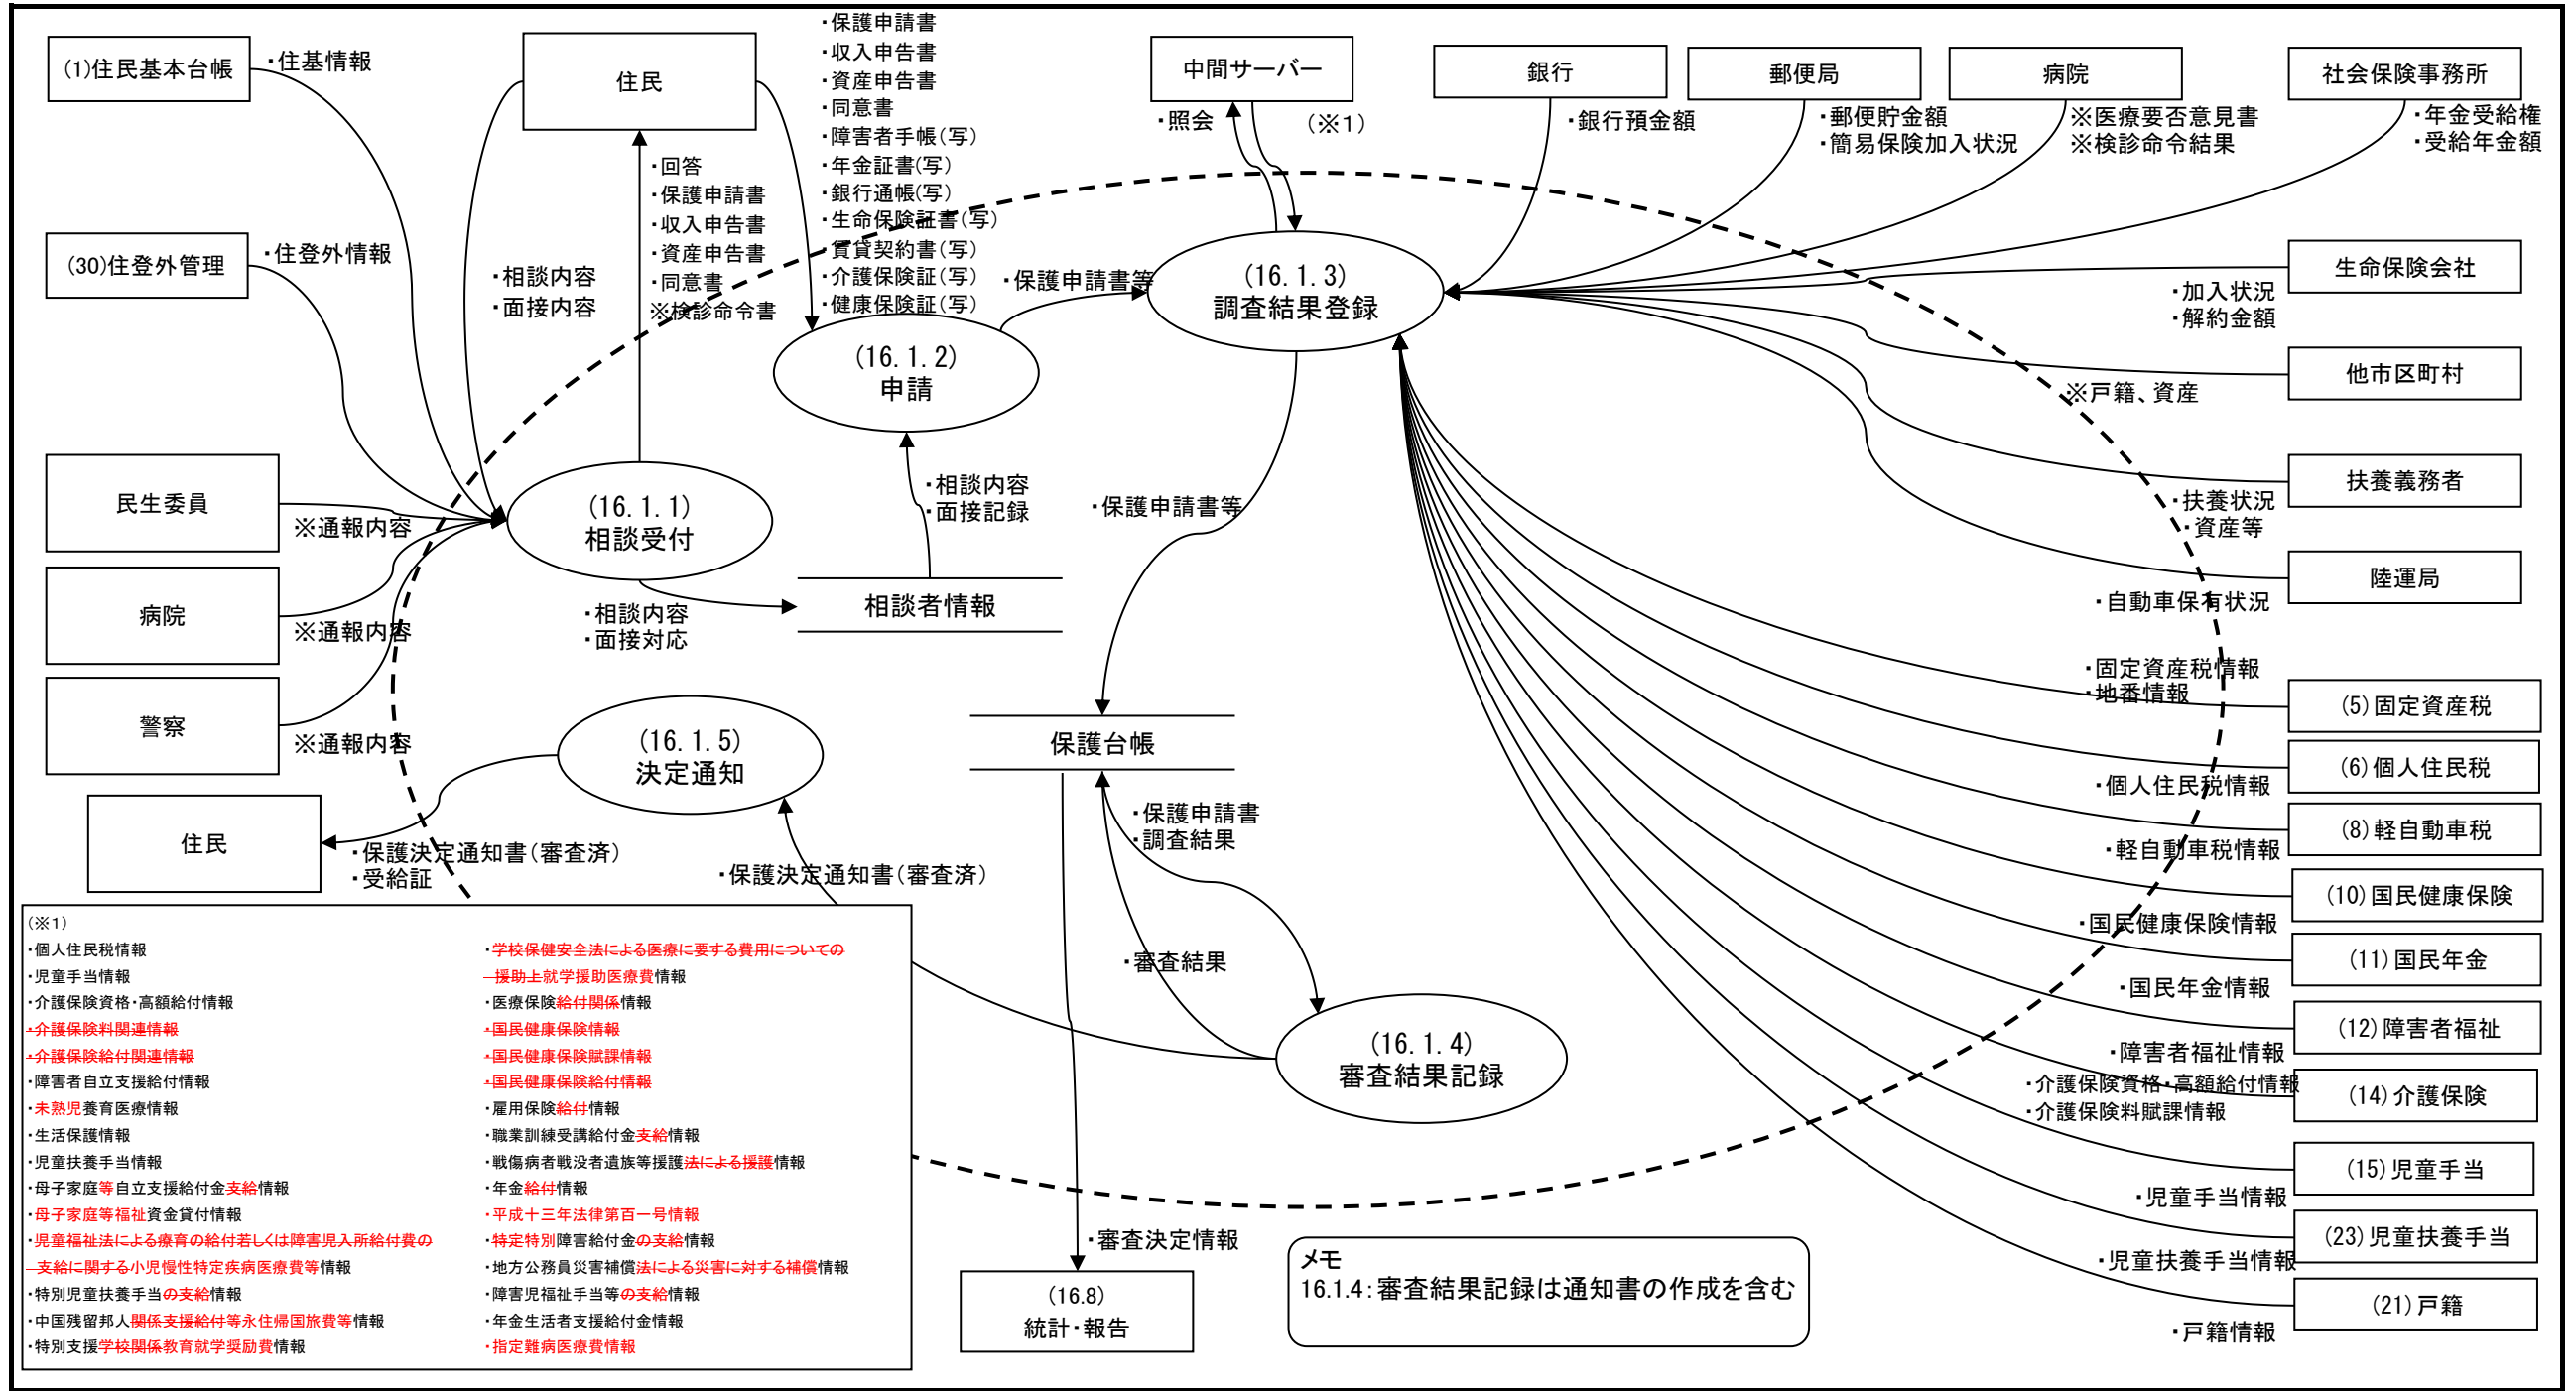 (1)住民基本台帳
・住基情報
住民
・保護申請書
・収入申告書
・資産申告書
・同意書
・障害者手帳(写)
・年金証書(写)
・銀行通帳(写)
・生命保険証書(写)
・賃貸契約書(写)
・介護保険証(写)
・健康保険証(写)
中間サーバー
・照会
(※1)
銀行
・銀行預金額
郵便局
・郵便貯金額
・簡易保険加入状況
病院
※医療要否意見書
※検診命令結果
社会保険事務所
・年金受給権
・受給年金額
(30)住登外管理
・住登外情報
・相談内容
・面接内容
・回答
・保護申請書
・収入申告書
・資産申告書
・同意書
※検診命令書
・保護申請書等
(16.1.3)
調査結果登録
生命保険会社
・加入状況
・解約金額
(16.1.2)
申請
他市区町村
※戸籍、資産
民生委員
※通報内容
(16.1.1)
相談受付
・相談内容
・面接記録
・保護申請書等
扶養義務者
・扶養状況
・資産等
病院
※通報内容
・相談内容
・面接対応
相談者情報
陸運局
・自動車保有状況
警察
※通報内容
(16.1.5)
決定通知
保護台帳
・固定資産税情報
・地番情報
(5)固定資産税
(6)個人住民税
・個人住民税情報
住民
・保護決定通知書(審査済)
・受給証
・保護決定通知書(審査済)
・保護申請書
・調査結果
(8)軽自動車税
・軽自動車税情報
(10)国民健康保険
・国民健康保険情報
・審査結果
(11)国民年金
・国民年金情報
(16.1.4)
審査結果記録
(12)障害者福祉
・障害者福祉情報
・介護保険資格・高額給付情報
・介護保険料賦課情報
(14)介護保険
(15)児童手当
・児童手当情報
(23)児童扶養手当
・児童扶養手当情報
(21)戸籍
・戸籍情報
・審査決定情報
(16.8)
統計・報告
メモ
16.1.4:審査結果記録は通知書の作成を含む
(※1)
・個人住民税情報
・児童手当情報
・介護保険資格・高額給付情報
・介護保険料関連情報
・介護保険給付関連情報
・障害者自立支援給付情報
・未熟児養育医療情報
・生活保護情報
・児童扶養手当情報
・母子家庭等自立支援給付金支給情報
・母子家庭等福祉資金貸付情報
・児童福祉法による療育の給付若しくは障害児入所給付費の
支給に関する小児慢性特定疾病医療費等情報
・特別児童扶養手当の支給情報
・中国残留邦人関係支援給付等永住帰国旅費等情報
・特別支援学校関係教育就学奨励費情報
・学校保健安全法による医療に要する費用についての
援助上就学援助医療費情報
・医療保険給付関係情報
・国民健康保険情報
・国民健康保険賦課情報
・国民健康保険給付情報
・雇用保険給付情報
・職業訓練受講給付金支給情報
・戦傷病者戦没者遺族等援護法による援護情報
・年金給付情報
・平成十三年法律第百一号情報
・特定特別障害給付金の支給情報
・地方公務員災害補償法による災害に対する補償情報
・障害児福祉手当等の支給情報
・年金生活者支援給付金情報
・指定難病医療費情報